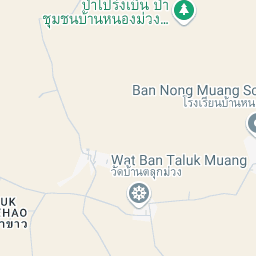 ป่าโปร่งเบ็น ป่า
ชุมชนบ้านหนองม่วง...
Ban Nong Muang Sc
โรงเรียนบ้านหน
Wat Ban Taluk Muang
วัดบ้านตลุกม่วง
UK
HAO
าขาว